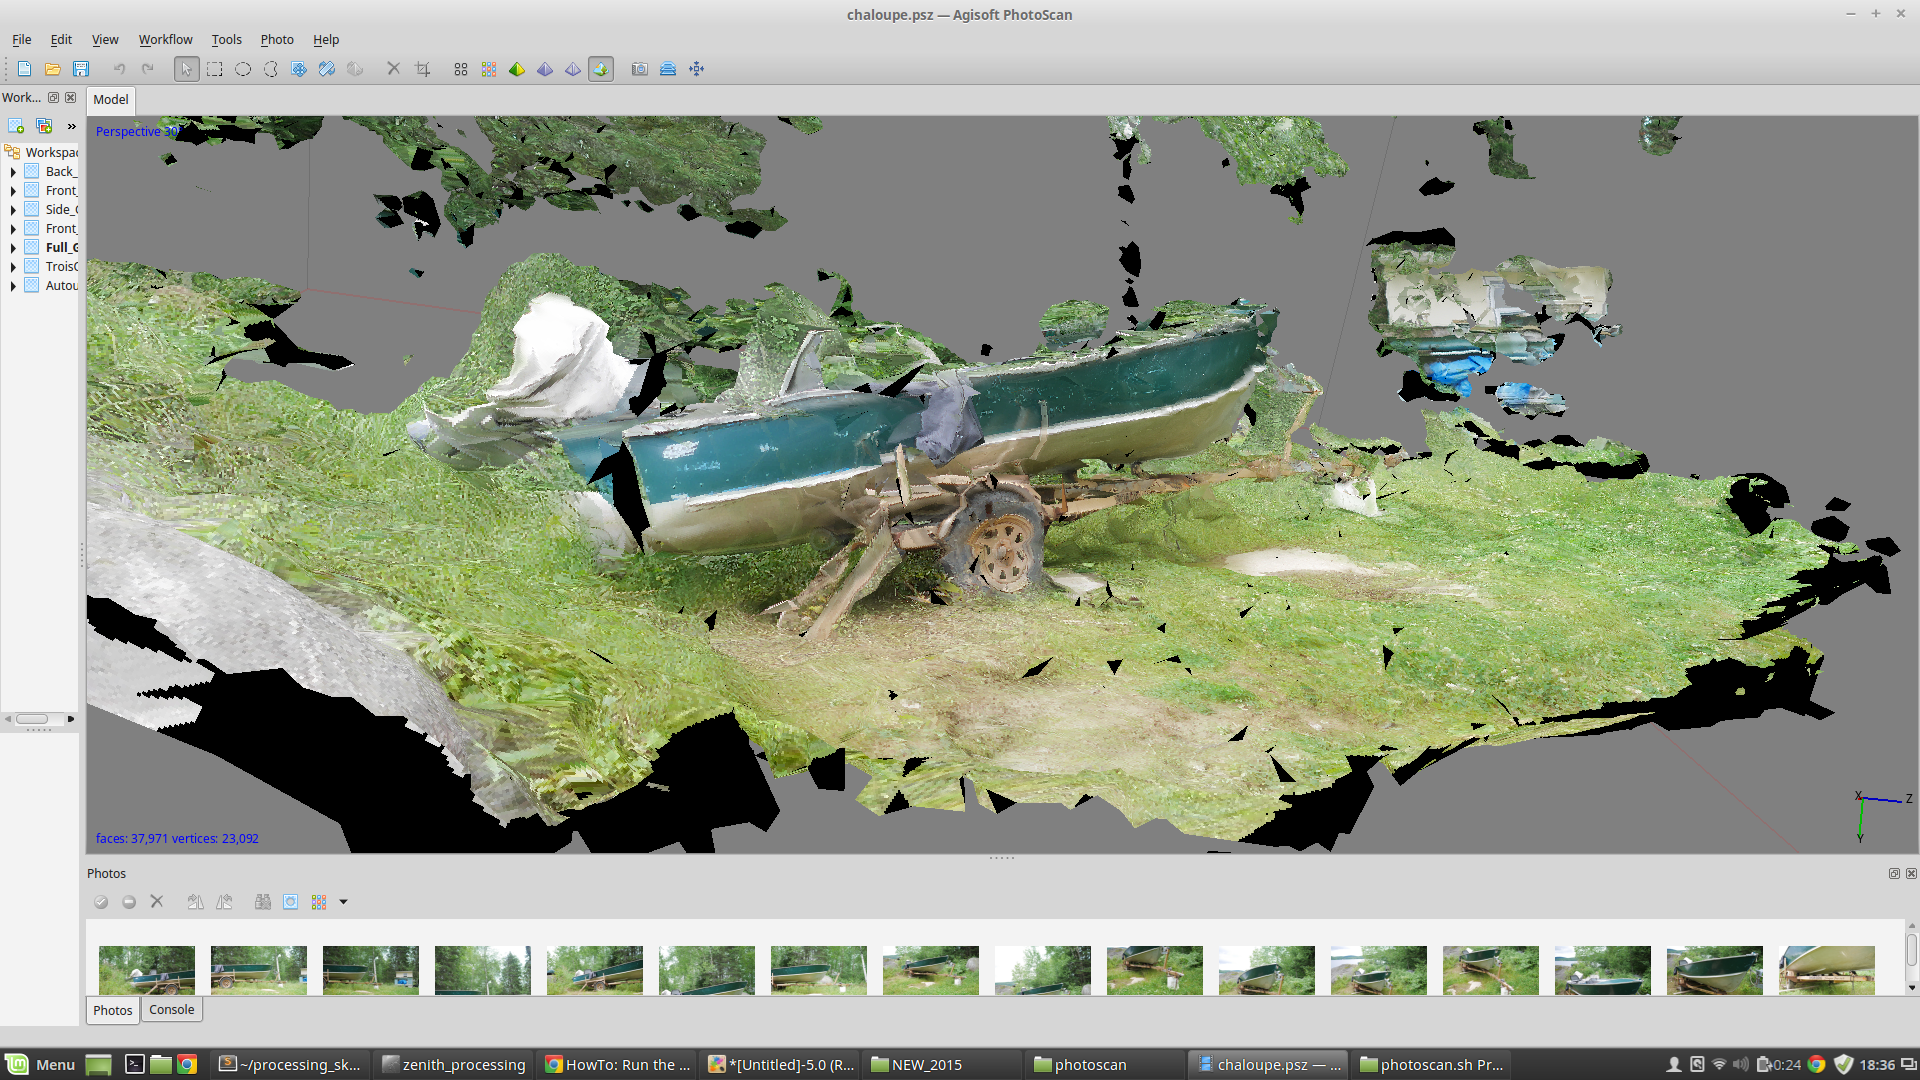 chaloupe.psz — Agisoft PhotoScan
File Edit View Workflow Tools Photo Help
Work...
Model
»
Perspective 30
Workspac
Back_
Front_
Side_
Front_
Full_G
Trois
Autou
X
Z
Y
faces: 37,971 vertices: 23,092
Photos
Photos Console
Menu
~/processing_sk...
zenith_processing
HowTo: Run the ...
*[Untitled]-5.0 (R...
NEW_2015
photoscan
chaloupe.psz — ...
photoscan.sh Pr...
0:24
18:36